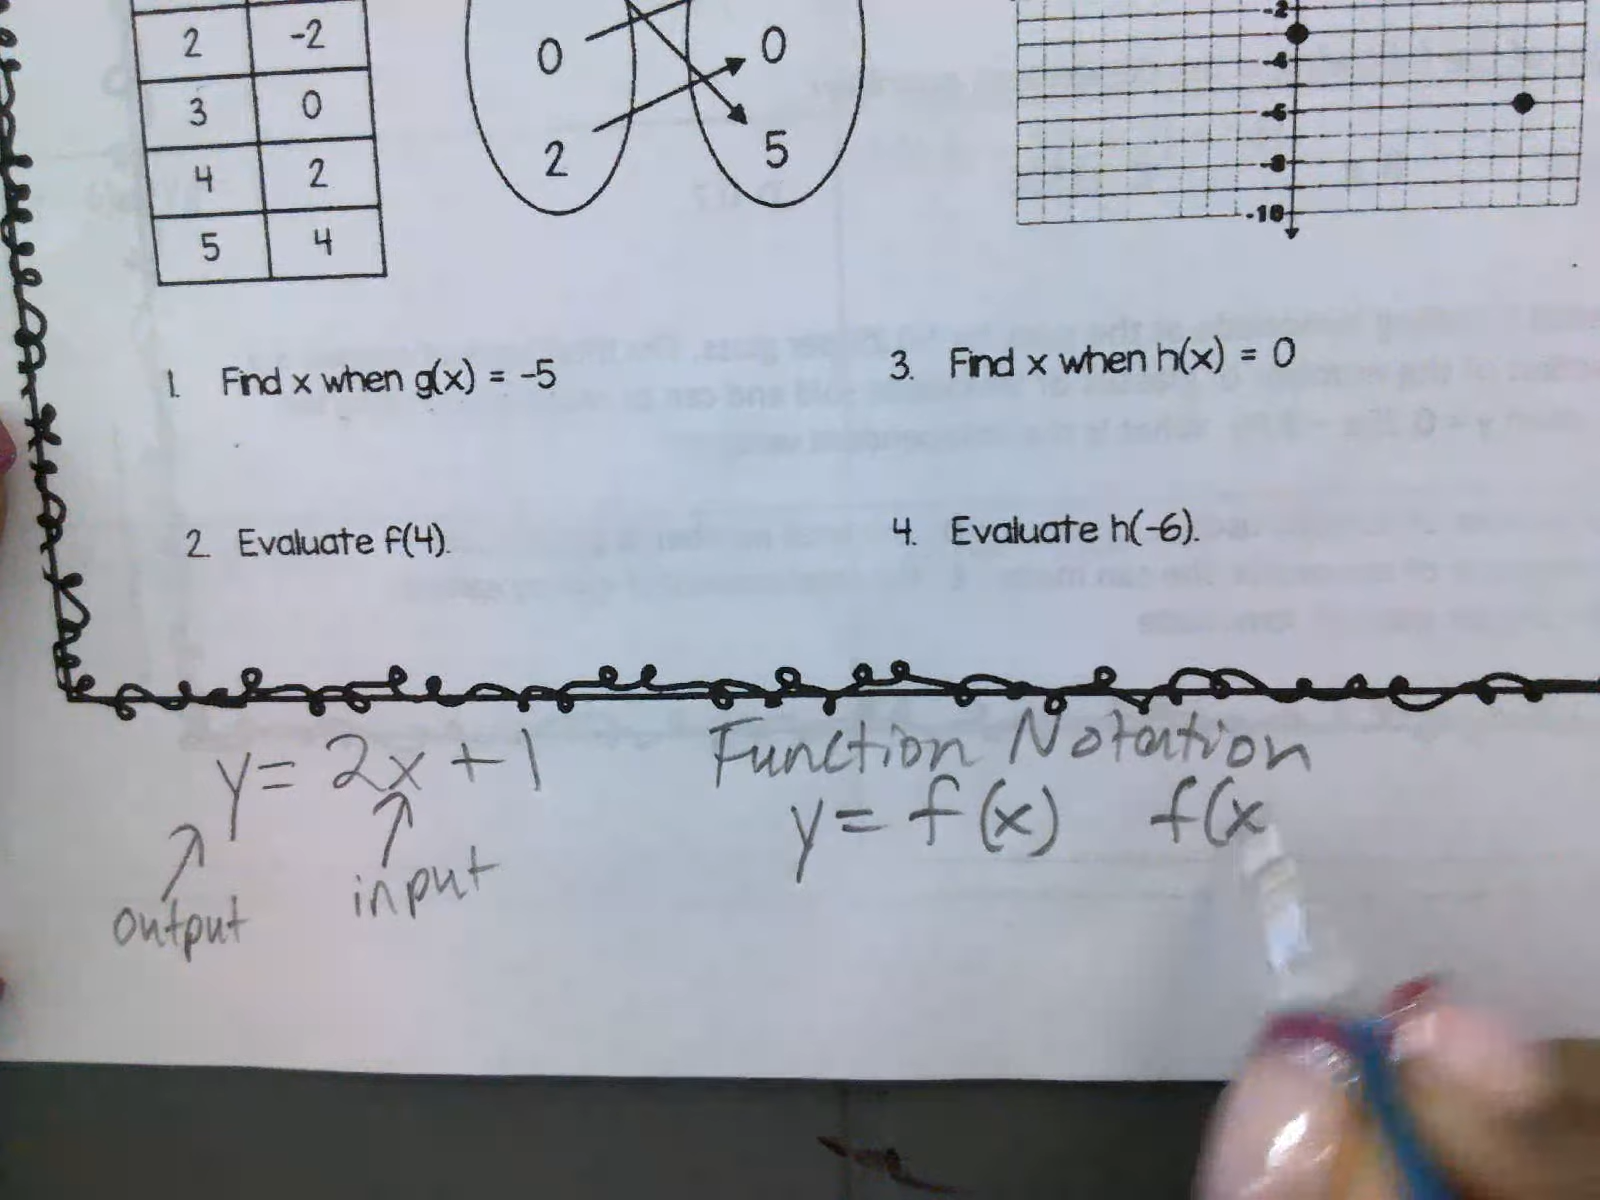 2 -2
3 0
4 2
5 4
0 0
2 5
-2
-4
-6
-8
-10
1. Find x when g(x) = -5
3. Find x when h(x) = 0
2. Evaluate f(4).
4. Evaluate h(-6).
y = 2x + 1
output
input
Function Notation
y = f(x) f(x